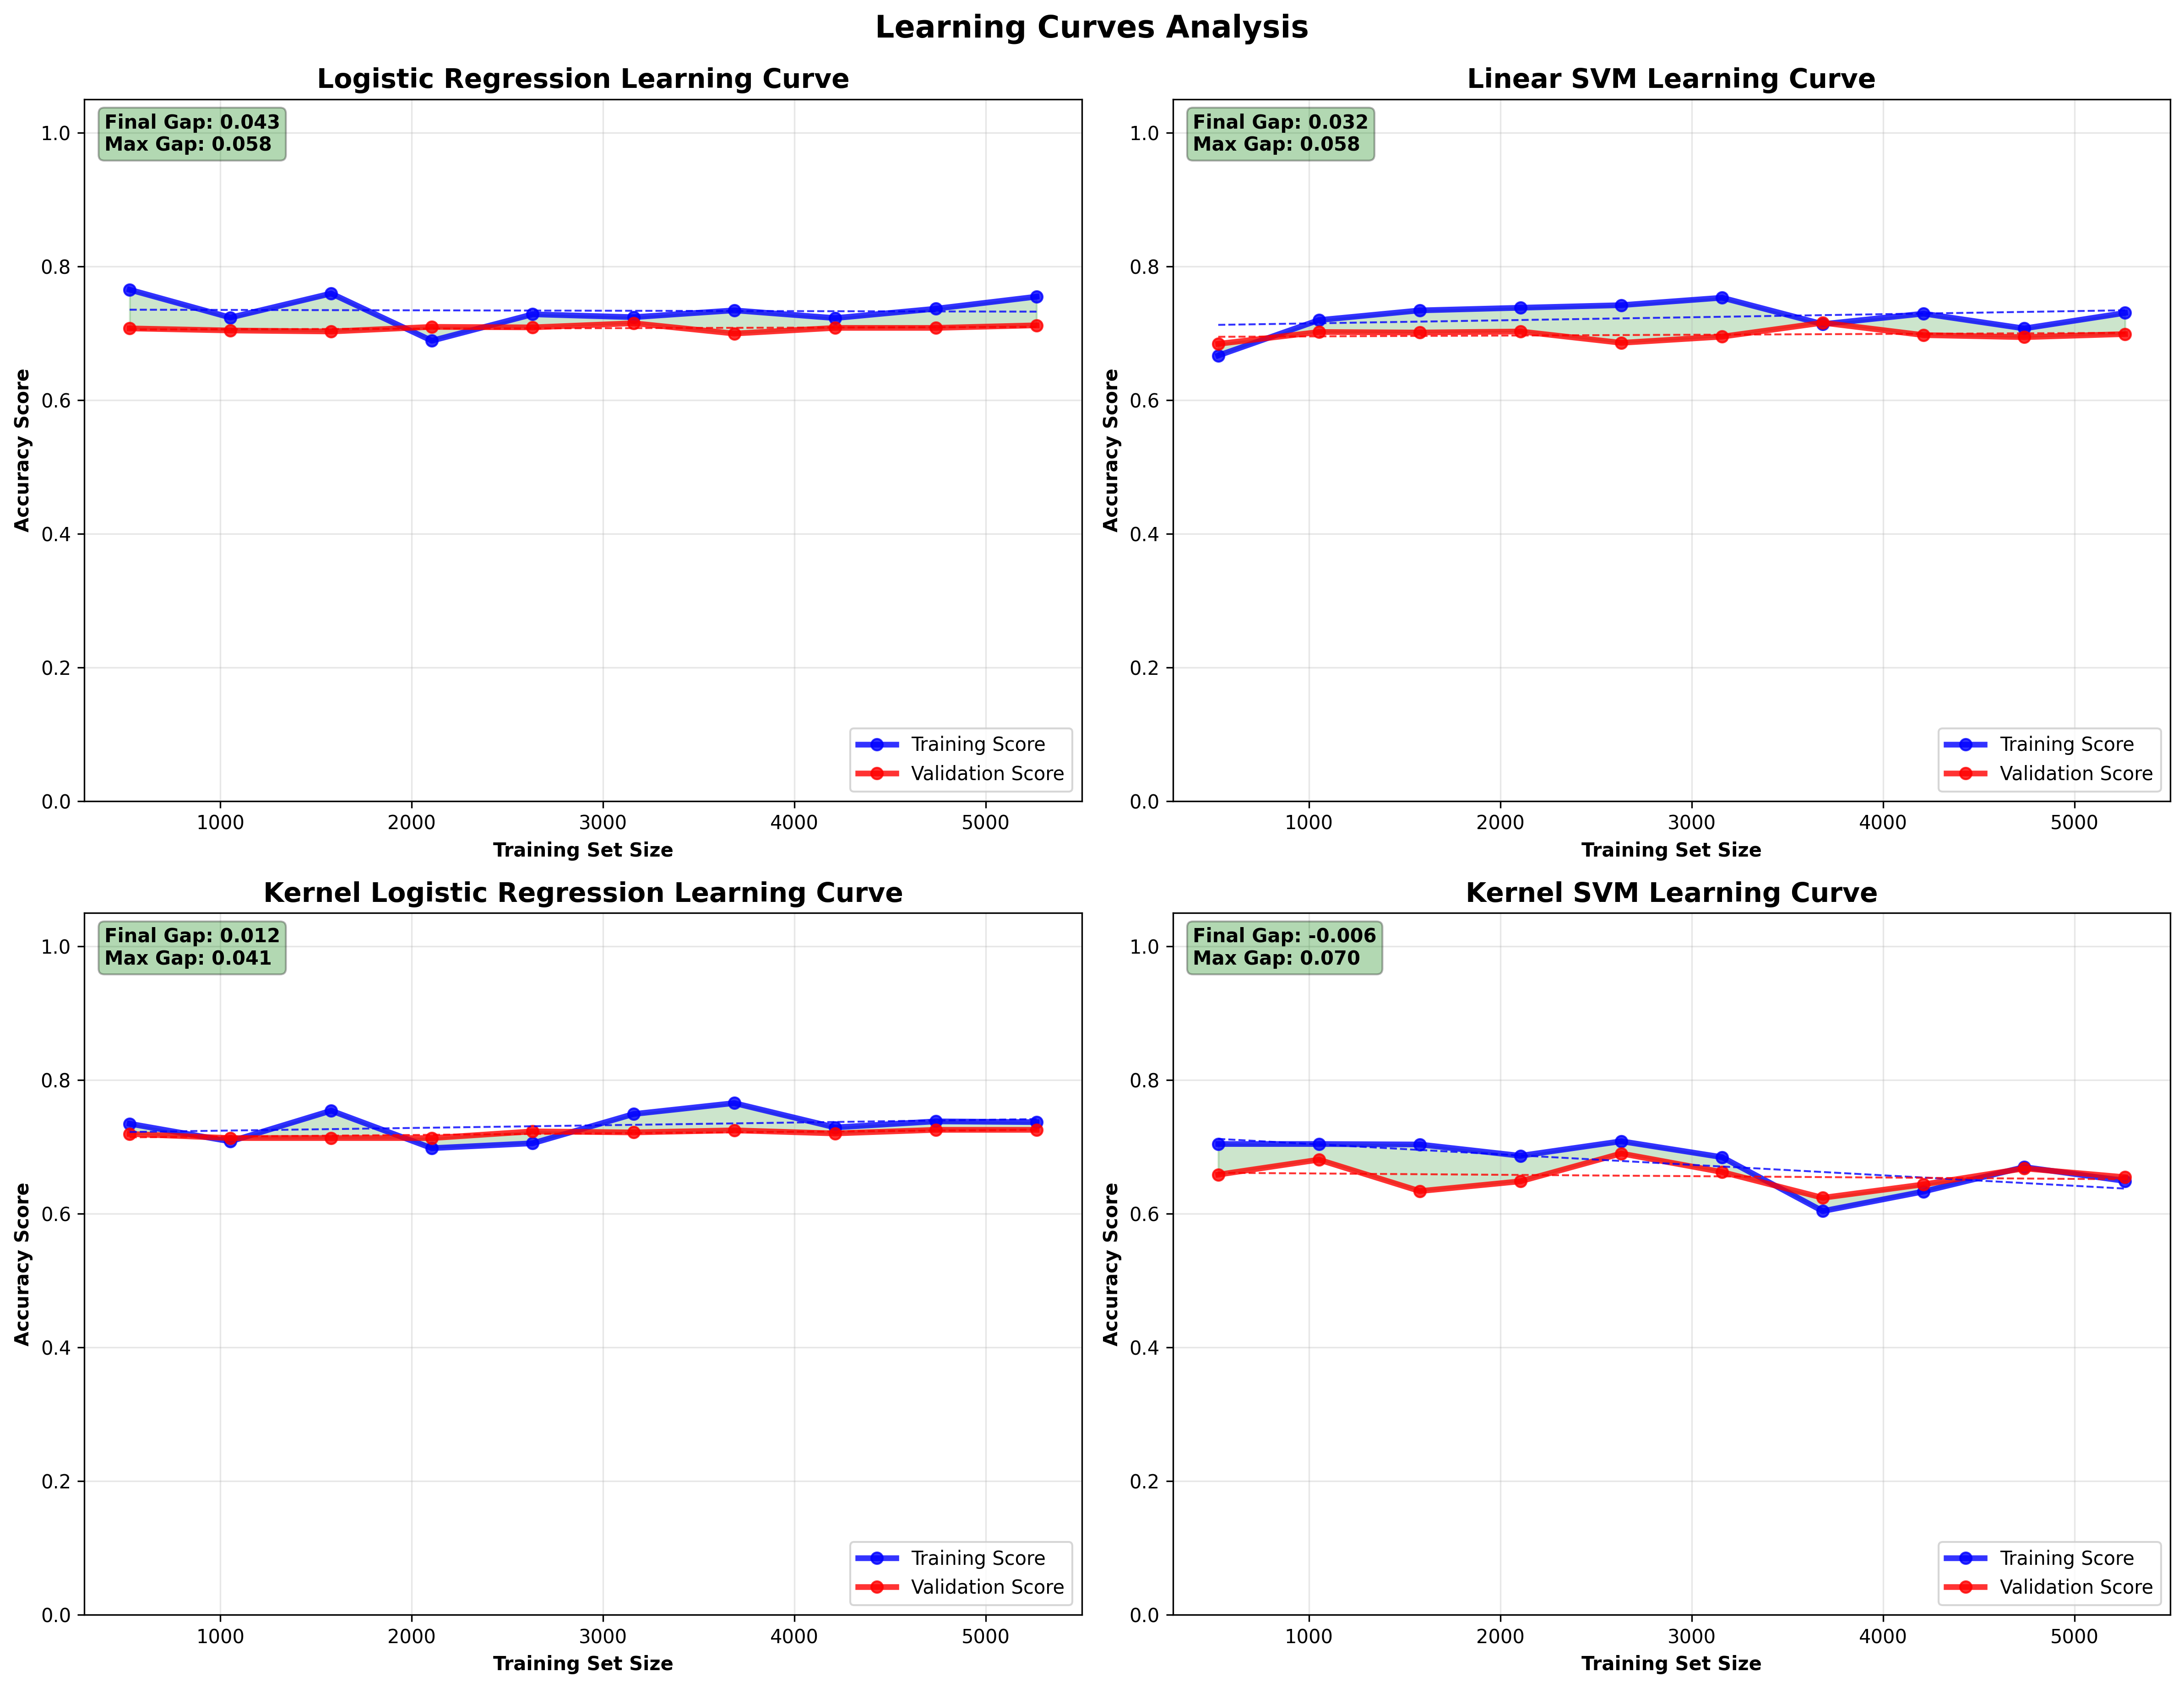 Learning Curves Analysis
Logistic Regression Learning Curve
Final Gap: 0.043
Max Gap: 0.058
1.0
0.8
0.6
0.4
0.2
0.0
Accuracy Score
1000 2000 3000 4000 5000
Training Set Size
Training Score
Validation Score
Linear SVM Learning Curve
Final Gap: 0.032
Max Gap: 0.058
1.0
0.8
0.6
0.4
0.2
0.0
Accuracy Score
1000 2000 3000 4000 5000
Training Set Size
Training Score
Validation Score
Kernel Logistic Regression Learning Curve
Final Gap: 0.012
Max Gap: 0.041
1.0
0.8
0.6
0.4
0.2
0.0
Accuracy Score
1000 2000 3000 4000 5000
Training Set Size
Training Score
Validation Score
Kernel SVM Learning Curve
Final Gap: -0.006
Max Gap: 0.070
1.0
0.8
0.6
0.4
0.2
0.0
Accuracy Score
1000 2000 3000 4000 5000
Training Set Size
Training Score
Validation Score